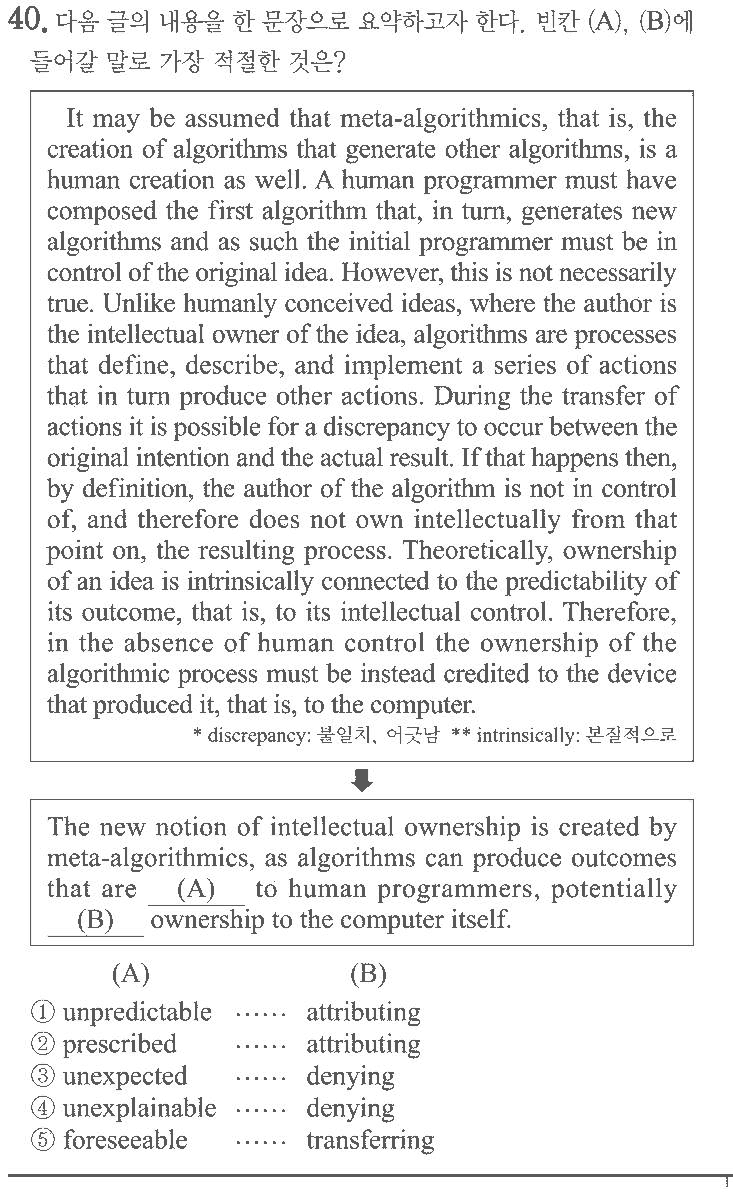 40. 다음 글의 내용을 한 문장으로 요약하고자 한다. 빈칸 (A), (B)에
들어갈 말로 가장 적절한 것은?
It may be assumed that meta-algorithmics, that is, the
creation of algorithms that generate other algorithms, is a
human creation as well. A human programmer must have
composed the first algorithm that, in turn, generates new
algorithms and as such the initial programmer must be in
control of the original idea. However, this is not necessarily
true. Unlike humanly conceived ideas, where the author is
the intellectual owner of the idea, algorithms are processes
that define, describe, and implement a series of actions
that in turn produce other actions. During the transfer of
actions it is possible for a discrepancy to occur between the
original intention and the actual result. If that happens then,
by definition, the author of the algorithm is not in control
of, and therefore does not own intellectually from that
point on, the resulting process. Theoretically, ownership
of an idea is intrinsically connected to the predictability of
its outcome, that is, to its intellectual control. Therefore,
in the absence of human control the ownership of the
algorithmic process must be instead credited to the device
that produced it, that is, to the computer.
* discrepancy: 불일치, 어긋남 ** intrinsically: 본질적으로
The new notion of intellectual ownership is created by
meta-algorithmics, as algorithms can produce outcomes
that are (A) to human programmers, potentially
(B) ownership to the computer itself.
(A) (B)
① unpredictable …… attributing
② prescribed …… attributing
③ unexpected …… denying
④ unexplainable …… denying
⑤ foreseeable …… transferring